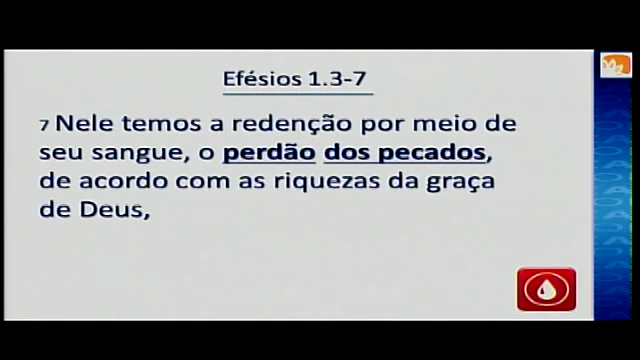 Efésios 1.3-7
7 Nele temos a redenção por meio de
seu sangue, o perdão dos pecados,
de acordo com as riquezas da graça
de Deus,